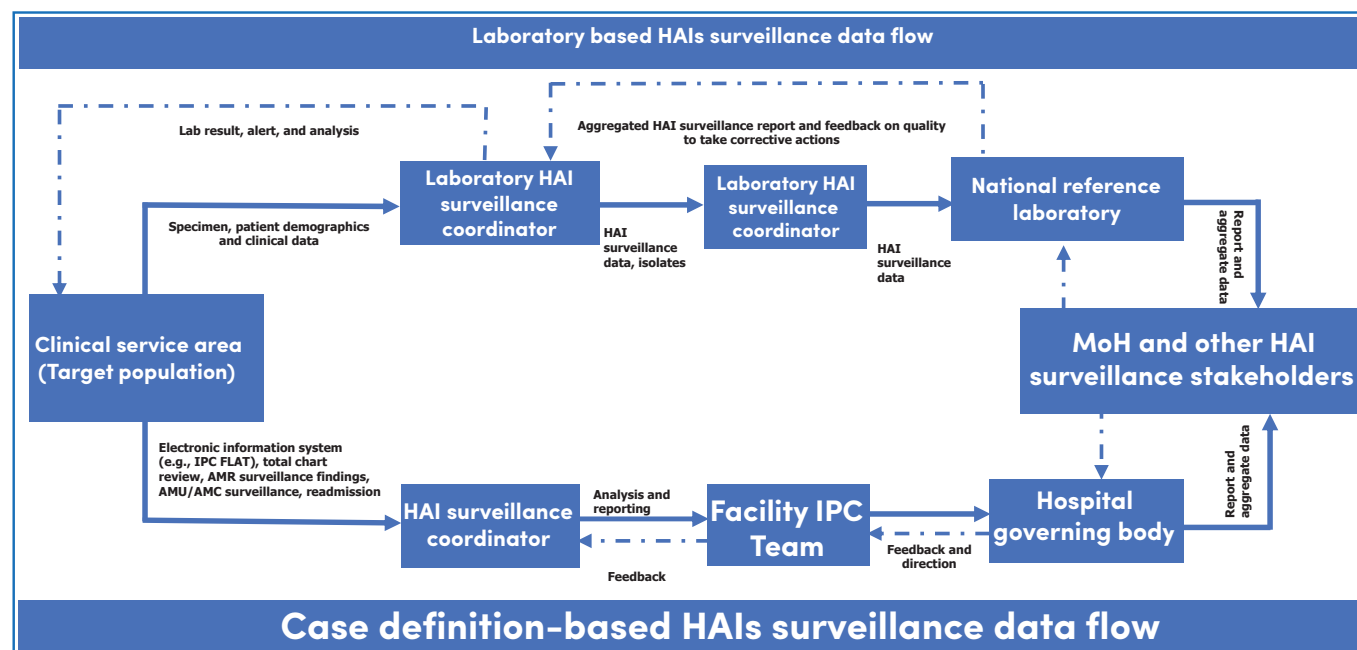 Laboratory based HAIs surveillance data flow
Lab result, alert, and analysis
Aggregated HAI surveillance report and feedback on quality
to take corrective actions
Laboratory HAI
surveillance
coordinator
Laboratory HAI
surveillance
coordinator
National reference
laboratory
Specimen, patient demographics
and clinical data
HAI
surveillance
data, isolates
HAI
surveillance
data
Report and
aggregate data
Clinical service area
(Target population)
MoH and other HAI
surveillance stakeholders
Electronic information system
(e.g., IPC FLAT), total chart
review, AMR surveillance findings,
AMU/AMC surveillance, readmission
HAI surveillance
coordinator
Analysis and
reporting
Facility IPC
Team
Hospital
governing body
Report and
aggregate data
Feedback
Feedback and
direction
Case definition-based HAIs surveillance data flow